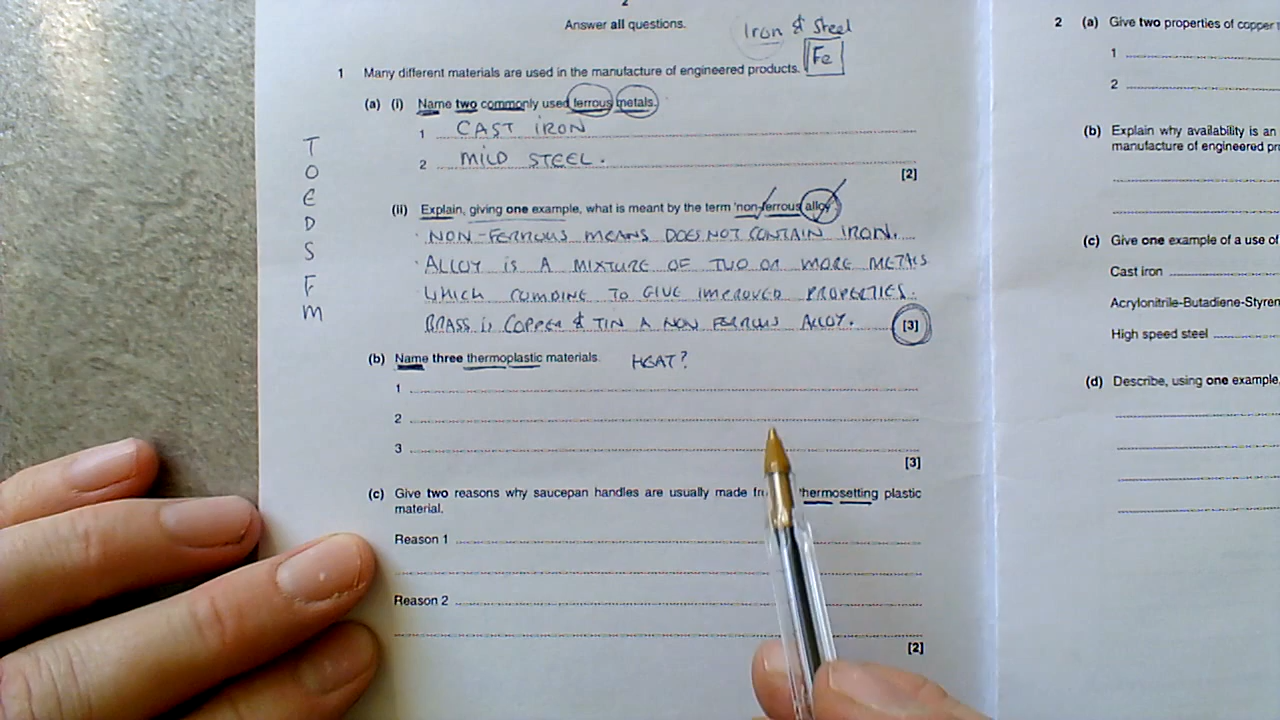 2
Answer all questions.
Iron & Steel
Fe
1 Many different materials are used in the manufacture of engineered products.
(a) (i) Name two commonly used ferrous metals.
1 CAST IRON
2 MILD STEEL.
[2]
TOEDSFM
(ii) Explain, giving one example, what is meant by the term 'non-ferrous alloy'
NON-FERROUS MEANS DOES NOT CONTAIN IRON.
ALLOY IS A MIXTURE OF TWO OR MORE METALS
WHICH COMBINE TO GIVE IMPROVED PROPERTIES.
BRASS IS COPPER & TIN A NON FERROUS ALLOY. [3]
(b) Name three thermoplastic materials. HEAT?
1
2
3
[3]
(c) Give two reasons why saucepan handles are usually made thermosetting plastic
material.
Reason 1
Reason 2
[2]
2 (a) Give two properties of copper
1
2
(b) Explain why availability is an
manufacture of engineered
(c) Give one example of a use of
Cast iron
Acrylonitrile-Butadiene-Styren
High speed steel
(d) Describe, using one example,